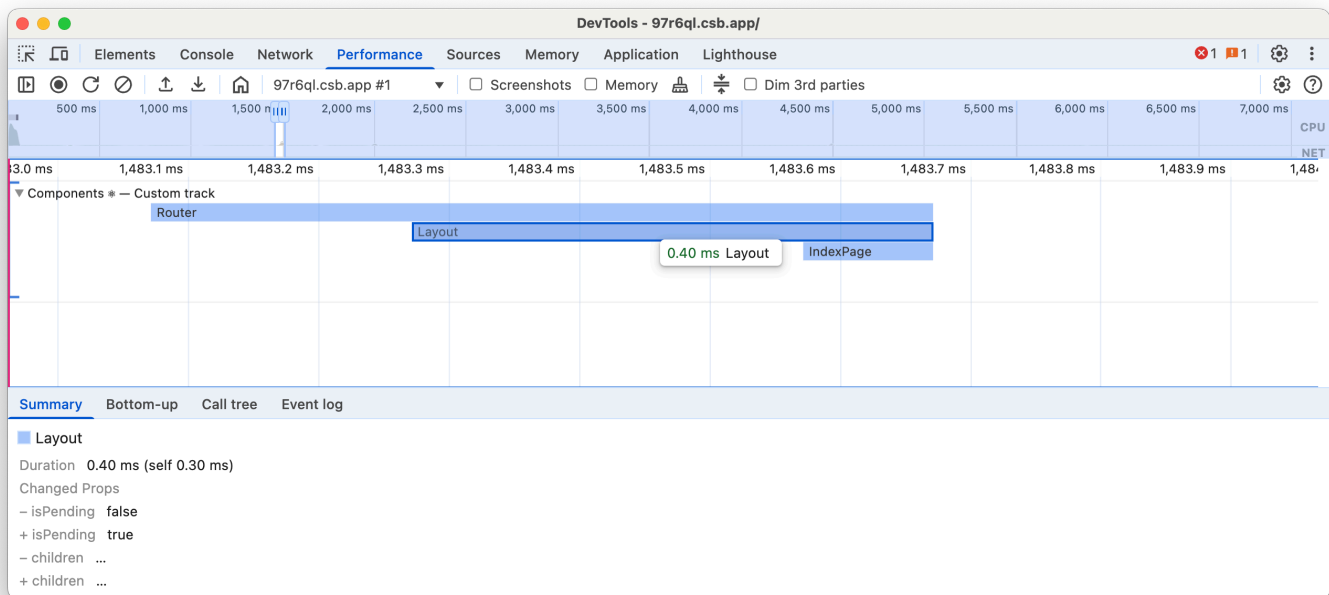 DevTools - 97r6ql.csb.app/
Elements Console Network Performance Sources Memory Application Lighthouse 1 1
97r6ql.csb.app #1 Screenshots Memory Dim 3rd parties
500 ms 1,000 ms 1,500 2,000 ms 2,500 ms 3,000 ms 3,500 ms 4,000 ms 4,500 ms 5,000 ms 5,500 ms 6,000 ms 6,500 ms 7,000 ms
CPU
NET
33.0 ms 1,483.1 ms 1,483.2 ms 1,483.3 ms 1,483.4 ms 1,483.5 ms 1,483.6 ms 1,483.7 ms 1,483.8 ms 1,483.9 ms 1,484
Components ⚛ — Custom track
Router
Layout
0.40 ms Layout
IndexPage
Summary Bottom-up Call tree Event log
Layout
Duration 0.40 ms (self 0.30 ms)
Changed Props
– isPending false
+ isPending true
– children …
+ children …